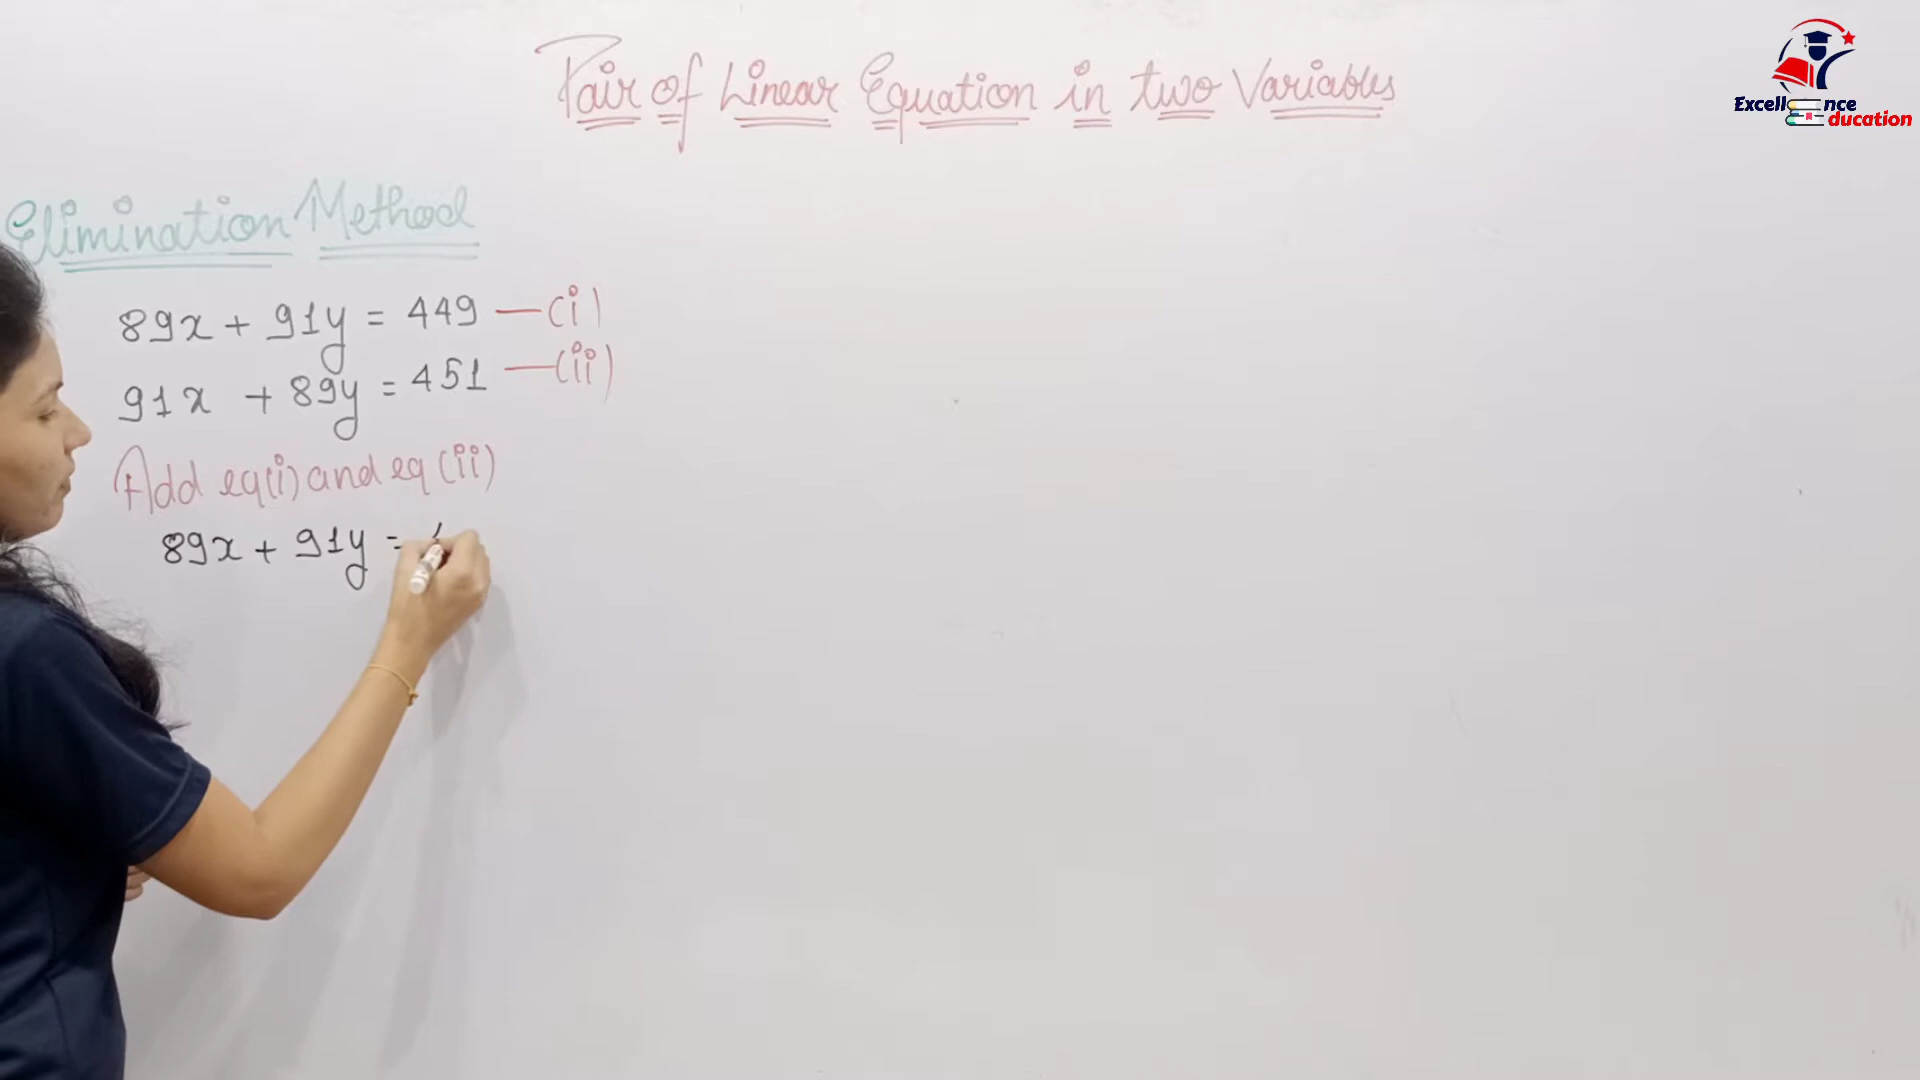 Pair of Linear Equation in two Variables
Excellence
Education
Elimination Method
89x + 91y = 449 — (i)
91x + 89y = 451 — (ii)
Add eq(i) and eq (ii)
89x + 91y =